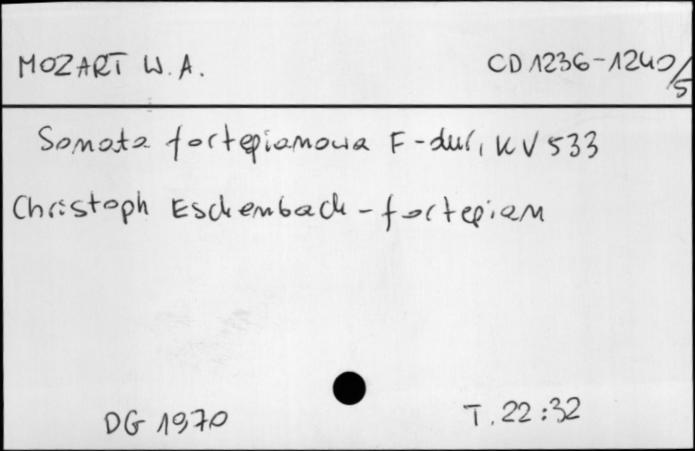 MOZART W.A.
CD 1236-1240/5
Sonata fortepianowa F-dur, KV 533
Christoph Eschenbach - fortepian
DG 1970
T. 22:32